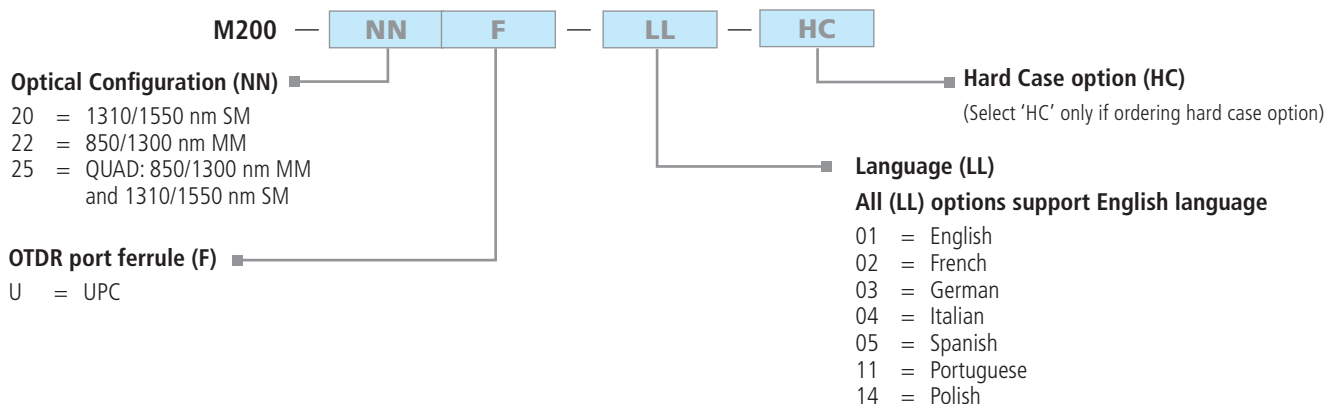 M200 — NN F — LL — HC
Optical Configuration (NN)
20 = 1310/1550 nm SM
22 = 850/1300 nm MM
25 = QUAD: 850/1300 nm MM
and 1310/1550 nm SM
OTDR port ferrule (F)
U = UPC
Hard Case option (HC)
(Select ‘HC’ only if ordering hard case option)
Language (LL)
All (LL) options support English language
01 = English
02 = French
03 = German
04 = Italian
05 = Spanish
11 = Portuguese
14 = Polish